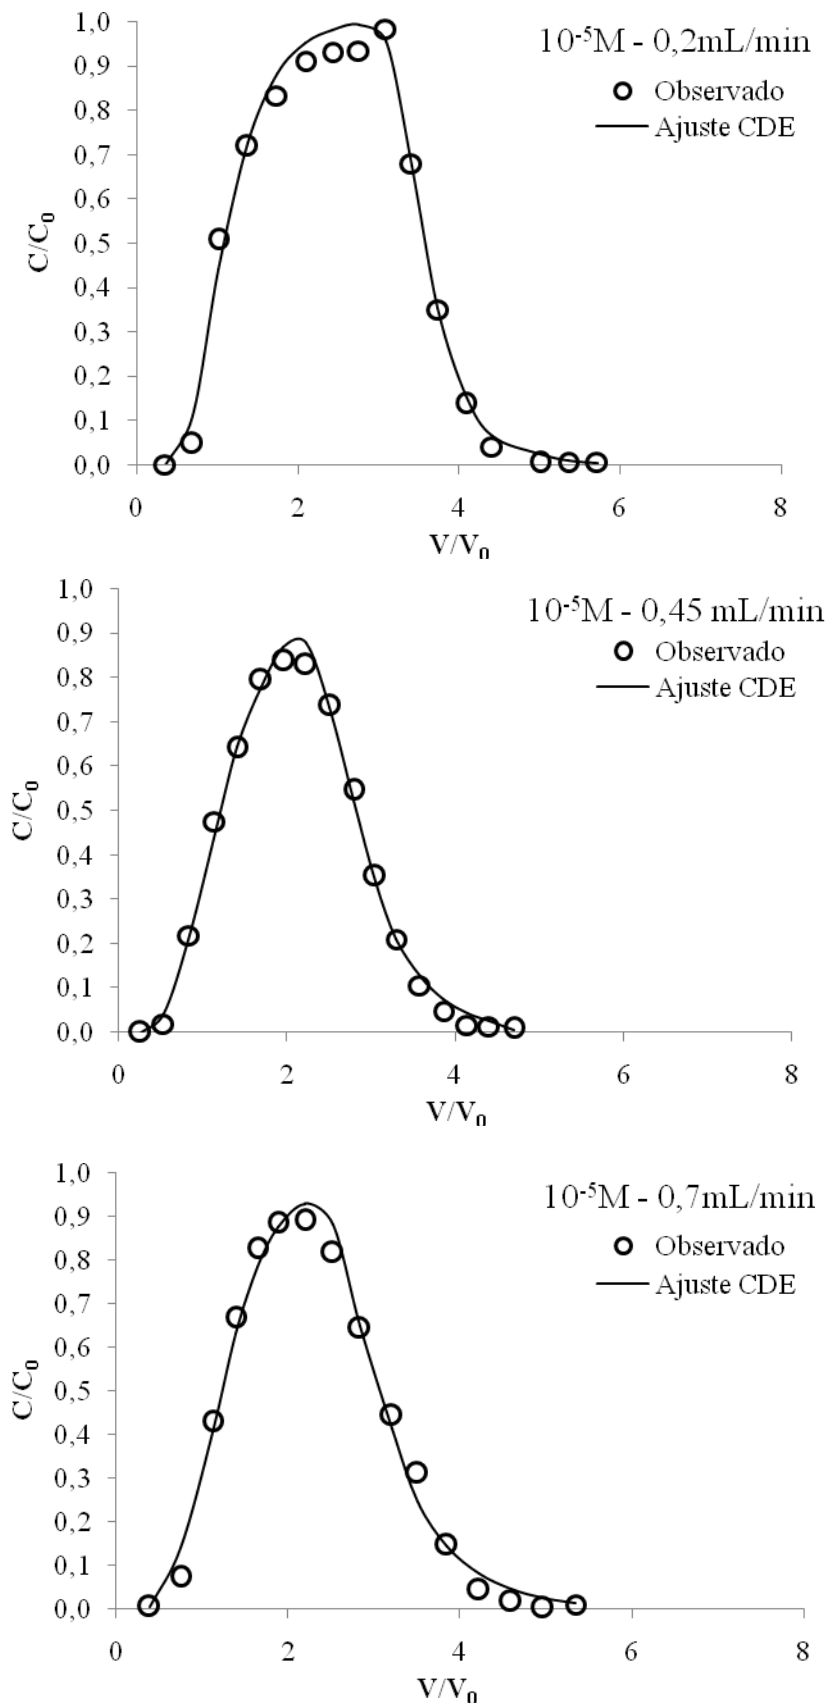 10⁻⁵M - 0,2mL/min
Observado
Ajuste CDE
1,0
0,9
0,8
0,7
0,6
0,5
0,4
0,3
0,2
0,1
0,0
C/C₀
0 2 4 6 8
V/V₀
10⁻⁵M - 0,45 mL/min
Observado
Ajuste CDE
1,0
0,9
0,8
0,7
0,6
0,5
0,4
0,3
0,2
0,1
0,0
C/C₀
0 2 4 6 8
V/V₀
10⁻⁵M - 0,7mL/min
Observado
Ajuste CDE
1,0
0,9
0,8
0,7
0,6
0,5
0,4
0,3
0,2
0,1
0,0
C/C₀
0 2 4 6 8
V/V₀